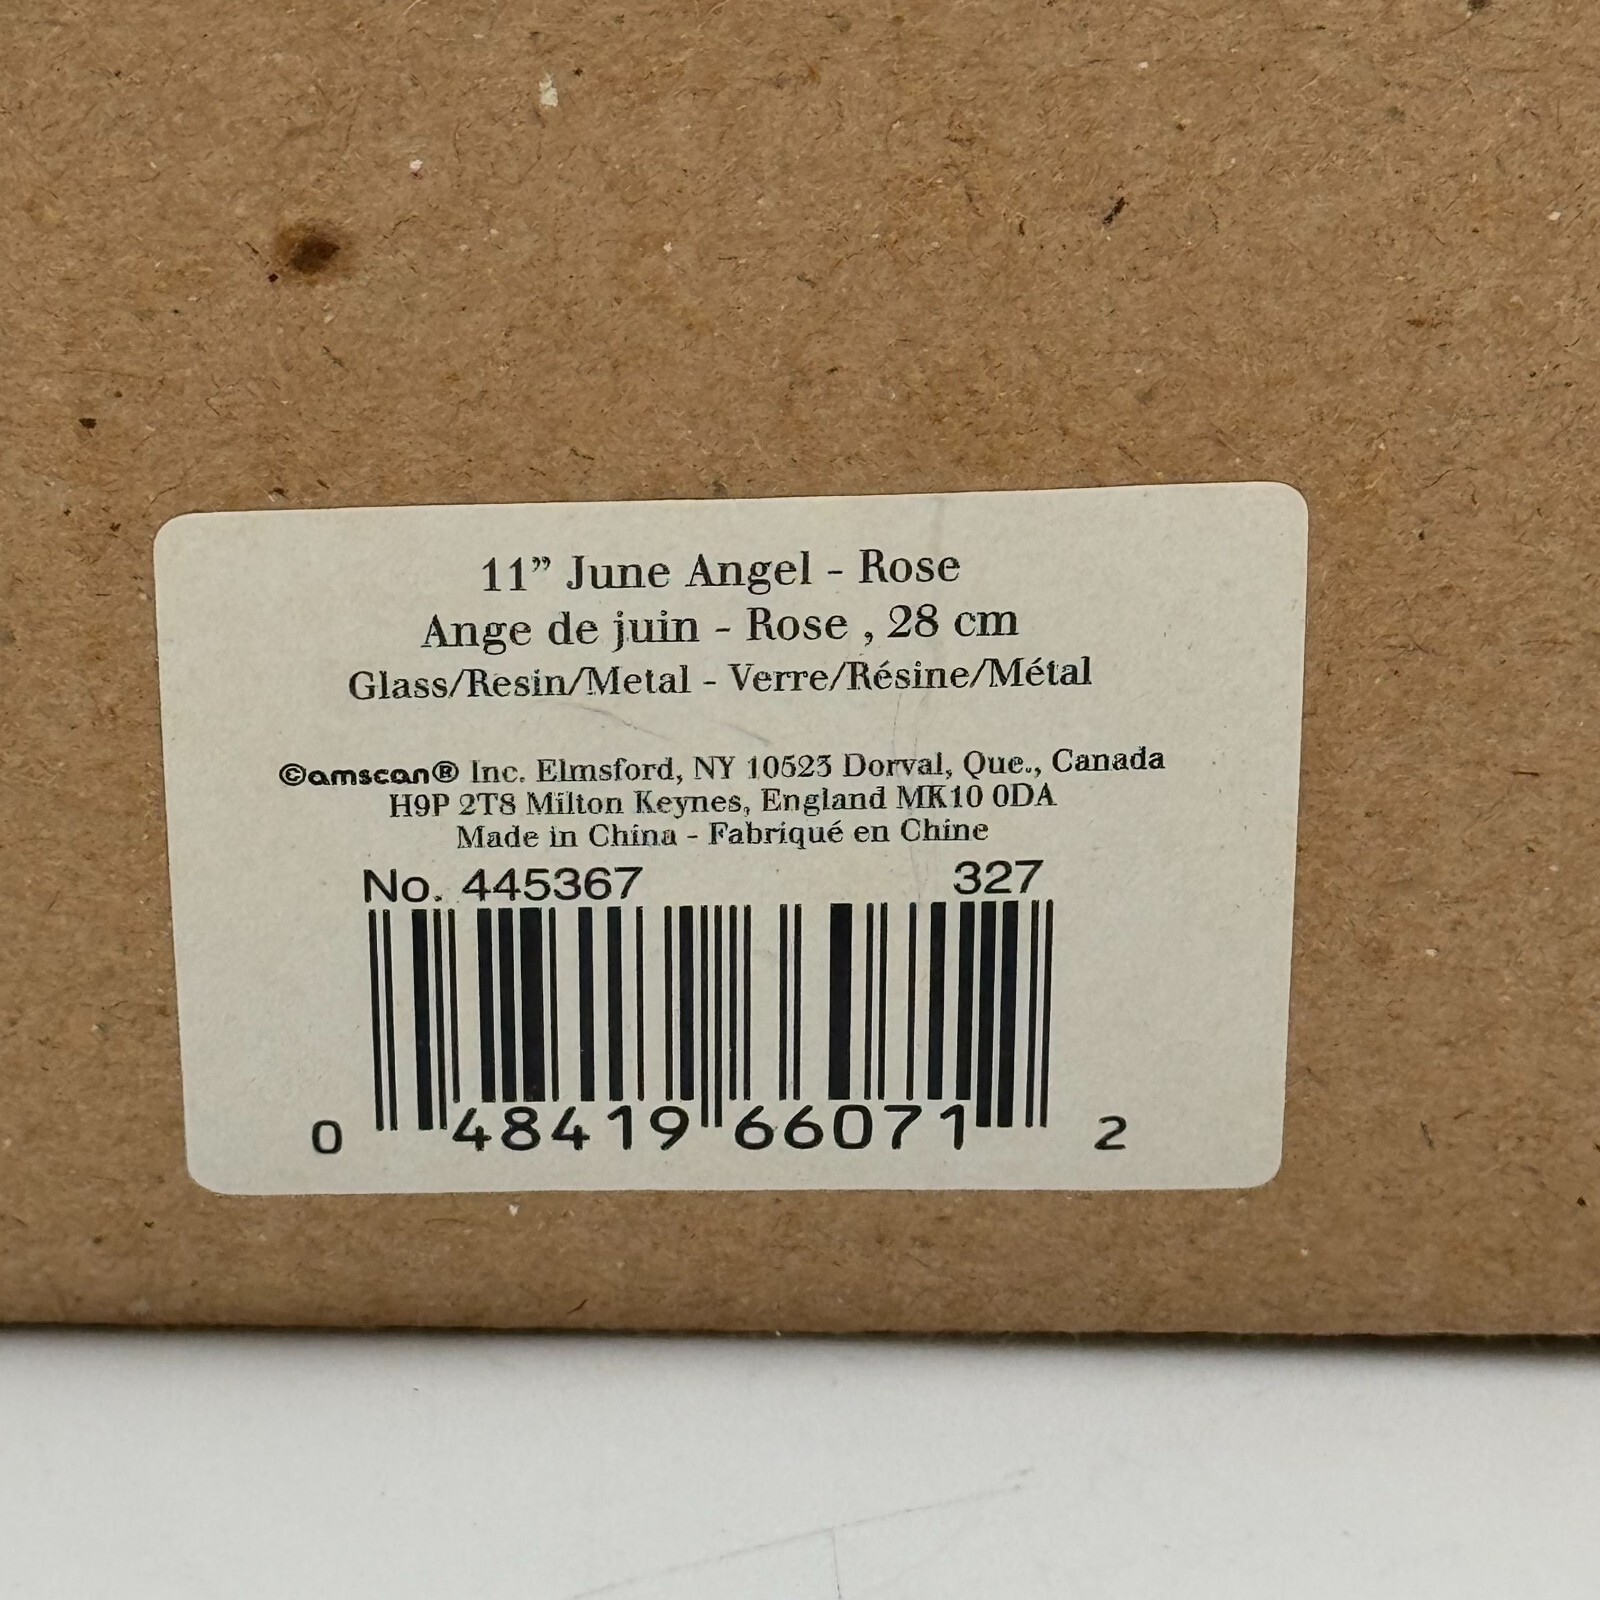 11” June Angel - Rose
Ange de juin - Rose , 28 cm
Glass/Resin/Metal - Verre/Résine/Métal
©amscan® Inc. Elmsford, NY 10523 Dorval, Que., Canada
H9P 2T8 Milton Keynes, England MK10 0DA
Made in China - Fabriqué en Chine
No. 445367 327
0 48419 66071 2